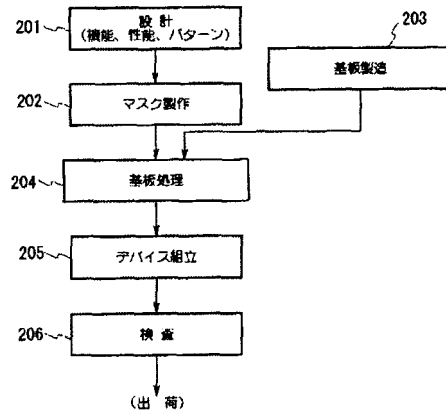 201
設 計
(機能、性能、パターン)
203
基板製造
202
マスク製作
204
基板処理
205
デバイス組立
206
検 査
(出 荷)